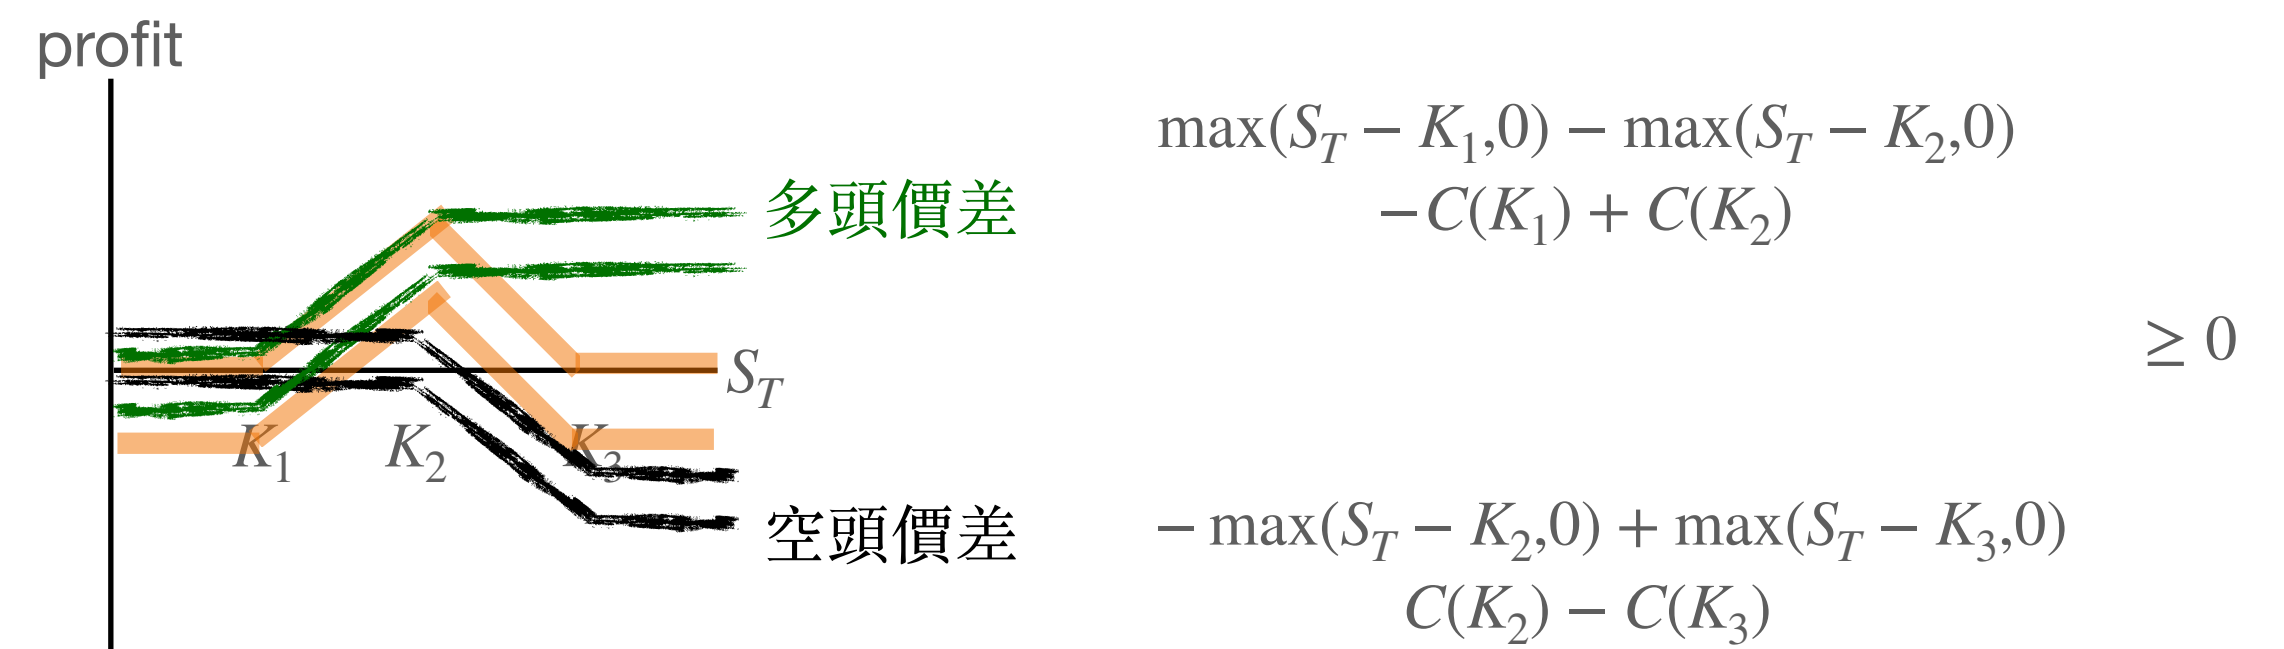 profit
max(S_T − K_1,0) − max(S_T − K_2,0)
多頭價差
−C(K_1) + C(K_2)
≥ 0
S_T
K_1 K_2 K_3
空頭價差
− max(S_T − K_2,0) + max(S_T − K_3,0)
C(K_2) − C(K_3)